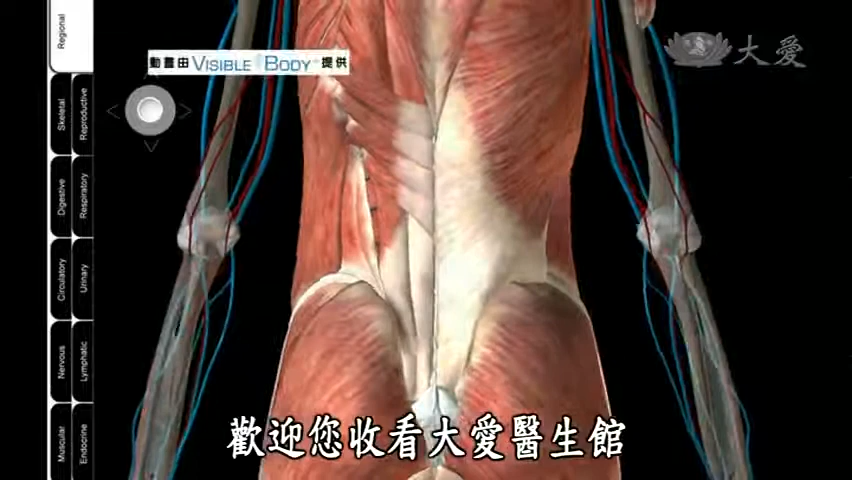 Regional
動畫由 VISIBLE BODY 提供
大愛
Skeletal
Reproductive
Digestive
Respiratory
Circulatory
Urinary
Nervous
Lymphatic
Muscular
Endocrine
歡迎您收看大愛醫生館